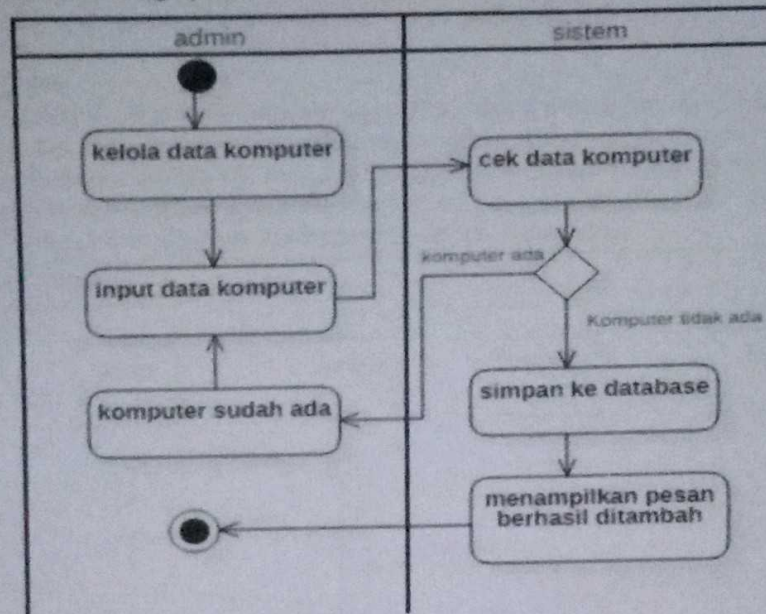 admin
sistem
kelola data komputer
cek data komputer
komputer ada
input data komputer
Komputer tidak ada
simpan ke database
komputer sudah ada
menampilkan pesan
berhasil ditambah